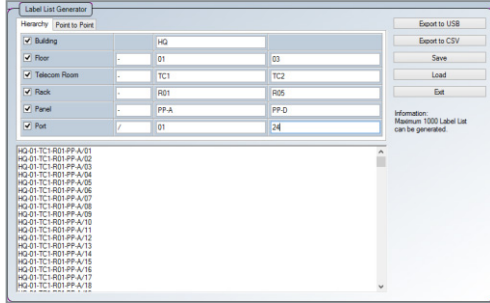 Label List Generator
Hierarchy Point to Point
Building HQ
Floor - 01 03
Telecom Room - TC1 TC2
Rack - R01 R05
Panel - PP-A PP-D
Port / 01 24
Export to USB
Export to CSV
Save
Load
Exit
Information:
Maximum 1000 Label List
can be generated.
HQ-01-TC1-R01-PP-A/01
HQ-01-TC1-R01-PP-A/02
HQ-01-TC1-R01-PP-A/03
HQ-01-TC1-R01-PP-A/04
HQ-01-TC1-R01-PP-A/05
HQ-01-TC1-R01-PP-A/06
HQ-01-TC1-R01-PP-A/07
HQ-01-TC1-R01-PP-A/08
HQ-01-TC1-R01-PP-A/09
HQ-01-TC1-R01-PP-A/10
HQ-01-TC1-R01-PP-A/11
HQ-01-TC1-R01-PP-A/12
HQ-01-TC1-R01-PP-A/13
HQ-01-TC1-R01-PP-A/14
HQ-01-TC1-R01-PP-A/15
HQ-01-TC1-R01-PP-A/16
HQ-01-TC1-R01-PP-A/17
HQ-01-TC1-R01-PP-A/18